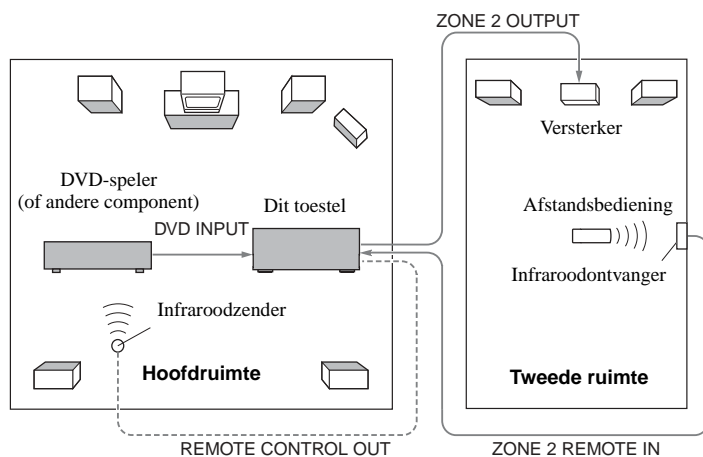 ZONE 2 OUTPUT
Versterker
DVD-speler
(of andere component)
Dit toestel
DVD INPUT
Afstandsbediening
Infraroodontvanger
Infraroodzender
Hoofdruimte
Tweede ruimte
REMOTE CONTROL OUT
ZONE 2 REMOTE IN